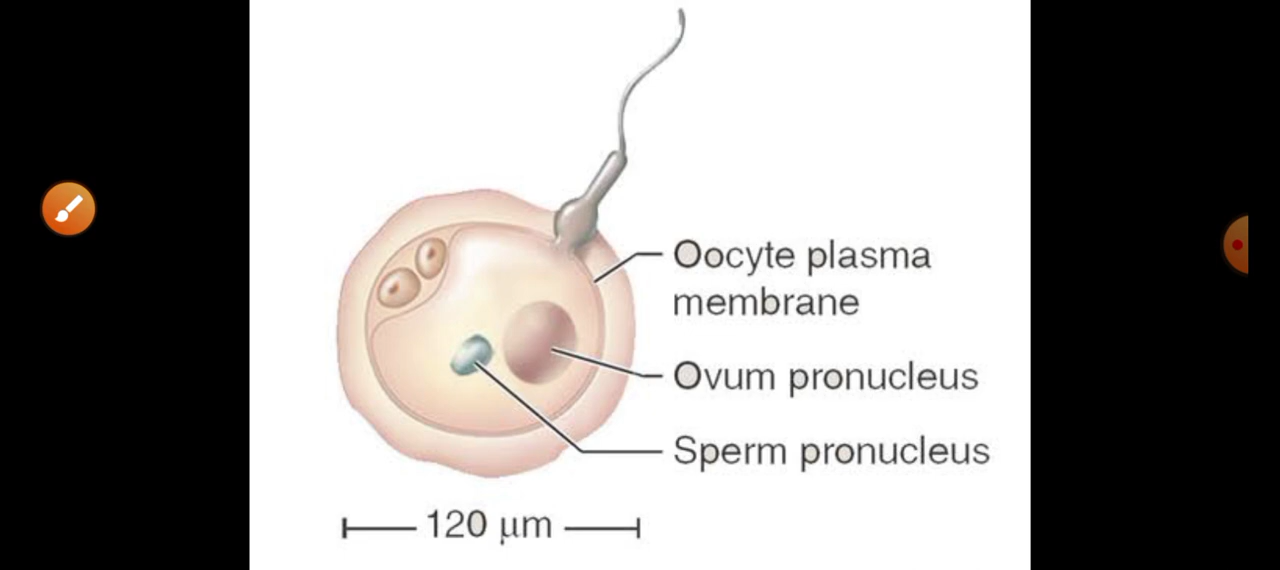 Oocyte plasma
membrane
Ovum pronucleus
Sperm pronucleus
120 μm